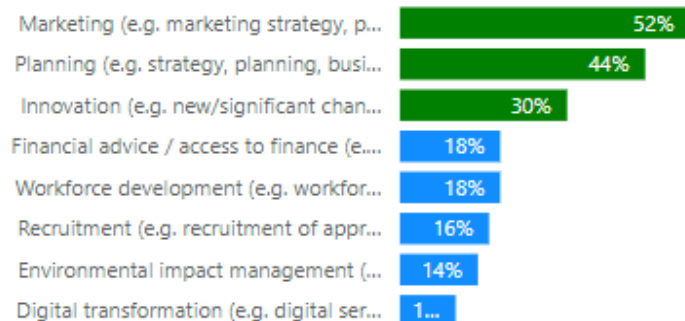 Marketing (e.g. marketing strategy, p... 52%
Planning (e.g. strategy, planning, busi... 44%
Innovation (e.g. new/significant chan... 30%
Financial advice / access to finance (e.... 18%
Workforce development (e.g. workfor... 18%
Recruitment (e.g. recruitment of appr... 16%
Environmental impact management (... 14%
Digital transformation (e.g. digital ser... 1...